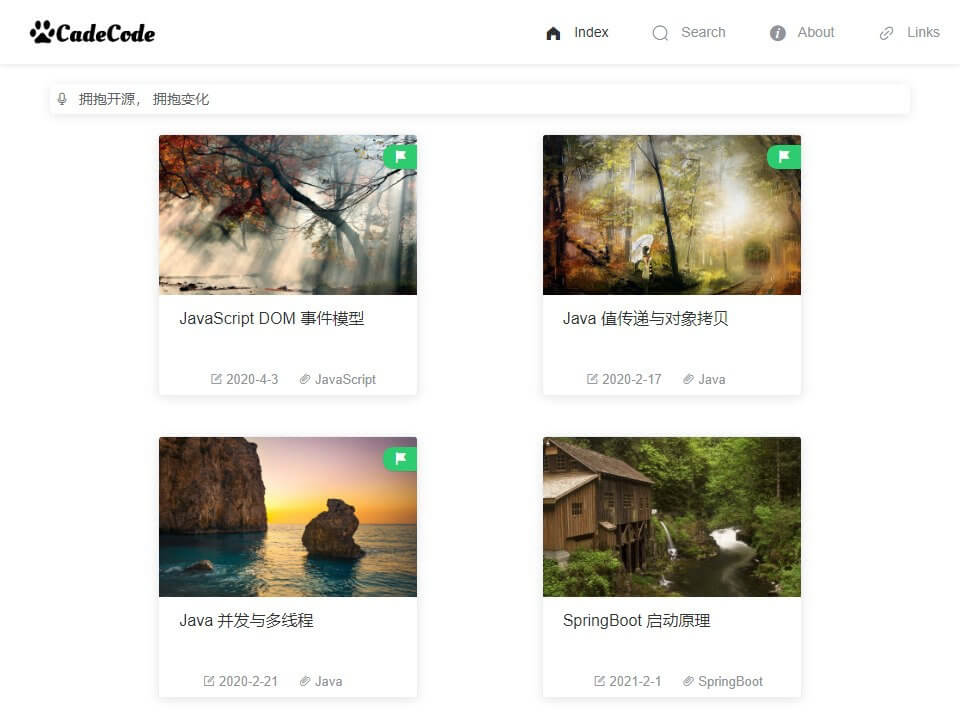 CadeCode
Index Search About Links
拥抱开源， 拥抱变化
JavaScript DOM 事件模型
2020-4-3 JavaScript
Java 值传递与对象拷贝
2020-2-17 Java
Java 并发与多线程
2020-2-21 Java
SpringBoot 启动原理
2021-2-1 SpringBoot